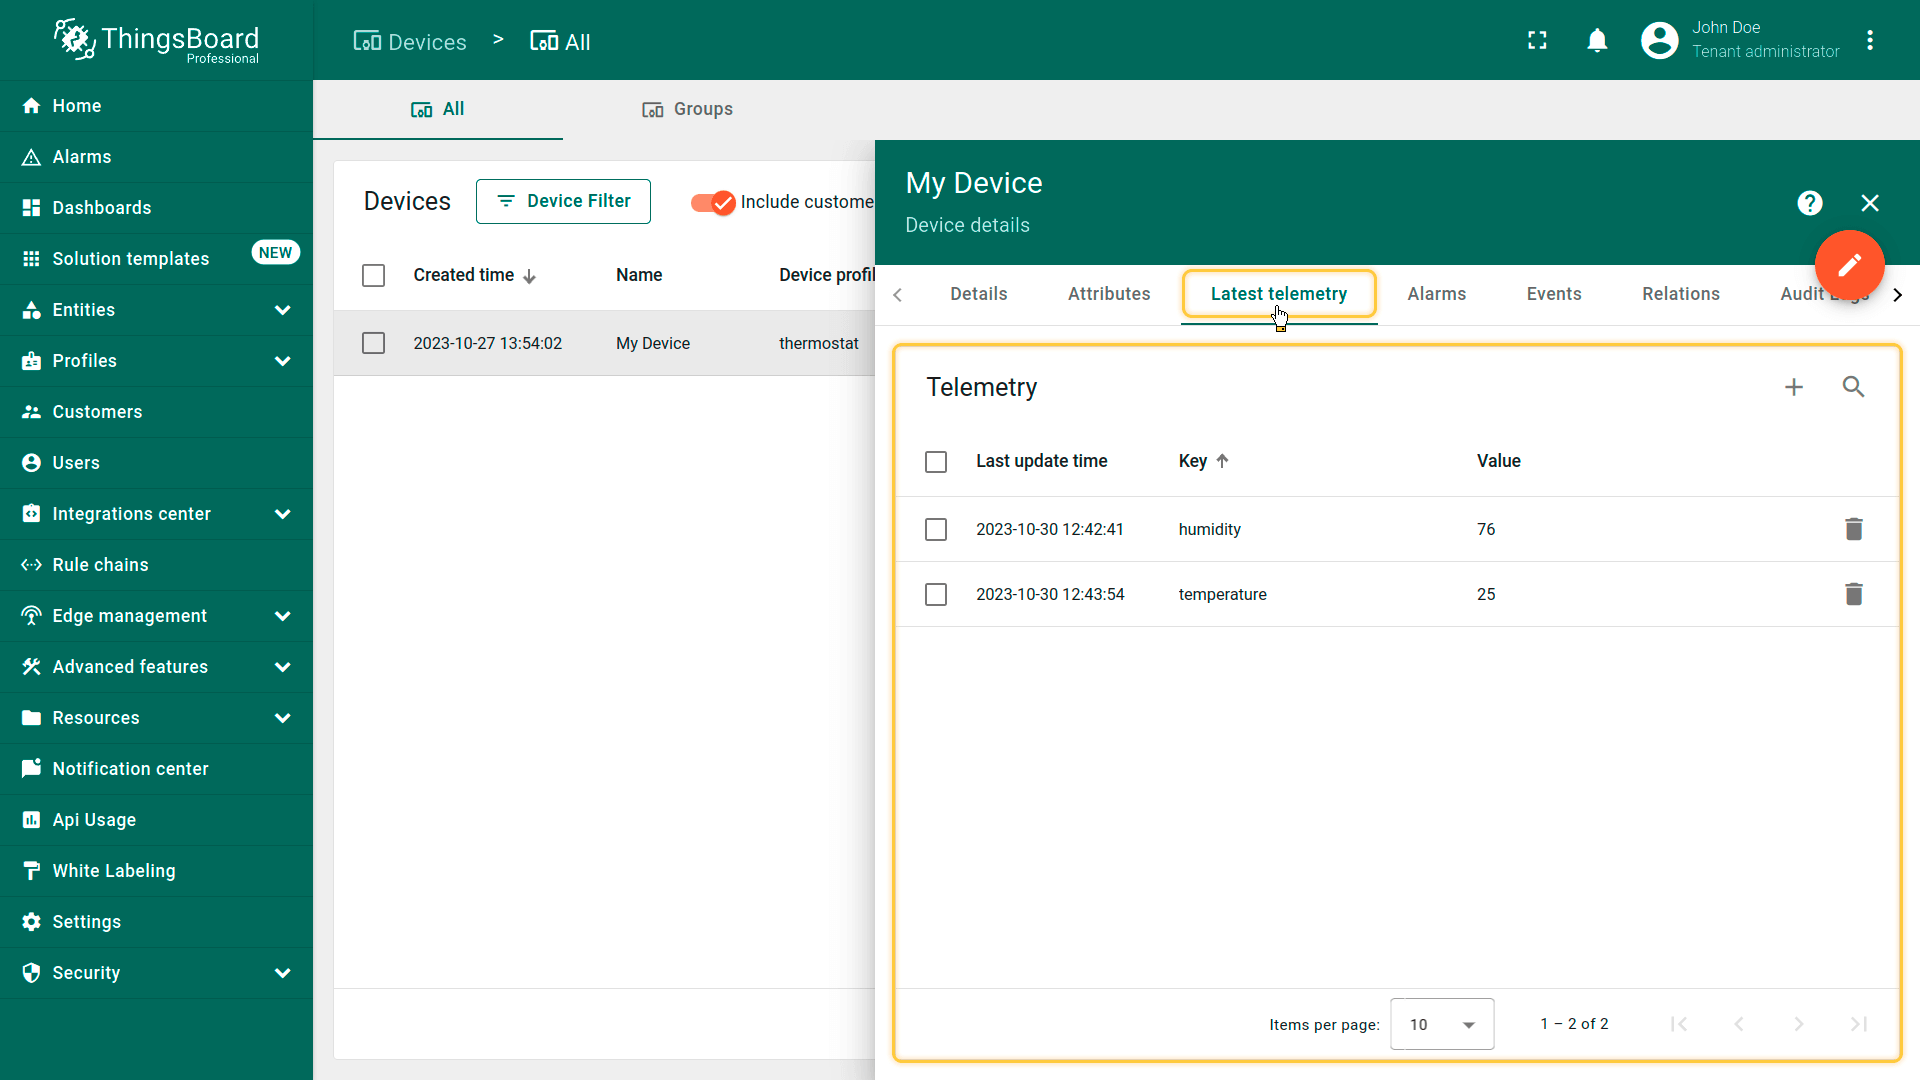 ThingsBoard
Professional
Devices > All
John Doe
Tenant administrator
Home
Alarms
Dashboards
Solution templates NEW
Entities
Profiles
Customers
Users
Integrations center
Rule chains
Edge management
Advanced features
Resources
Notification center
Api Usage
White Labeling
Settings
Security
All Groups
Devices Device Filter Include custome
Created time Name Device profil
2023-10-27 13:54:02 My Device thermostat
My Device
Device details
Details Attributes Latest telemetry Alarms Events Relations Audit
Telemetry
Last update time Key Value
2023-10-30 12:42:41 humidity 76
2023-10-30 12:43:54 temperature 25
Items per page: 10 1 – 2 of 2